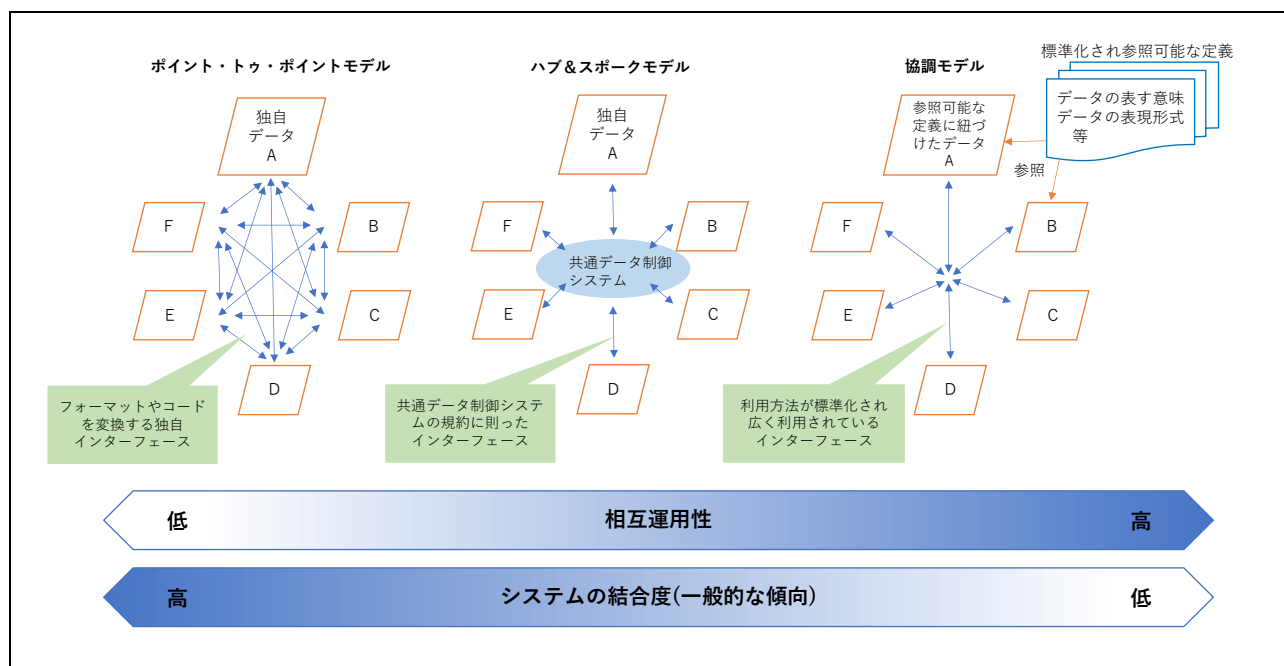 ポイント・トゥ・ポイントモデル
独自
データ
A
F
B
E
C
D
フォーマットやコード
を変換する独自
インターフェース
ハブ＆スポークモデル
独自
データ
A
F
B
共通データ制御
システム
E
C
D
共通データ制御システ
ムの規約に則った
インターフェース
協調モデル
標準化され参照可能な定義
データの表す意味
データの表現形式
等
参照可能な
定義に紐づ
けたデータ
A
参照
F
B
E
C
D
利用方法が標準化され
広く利用されている
インターフェース
低
相互運用性
高
高
システムの結合度(一般的な傾向)
低